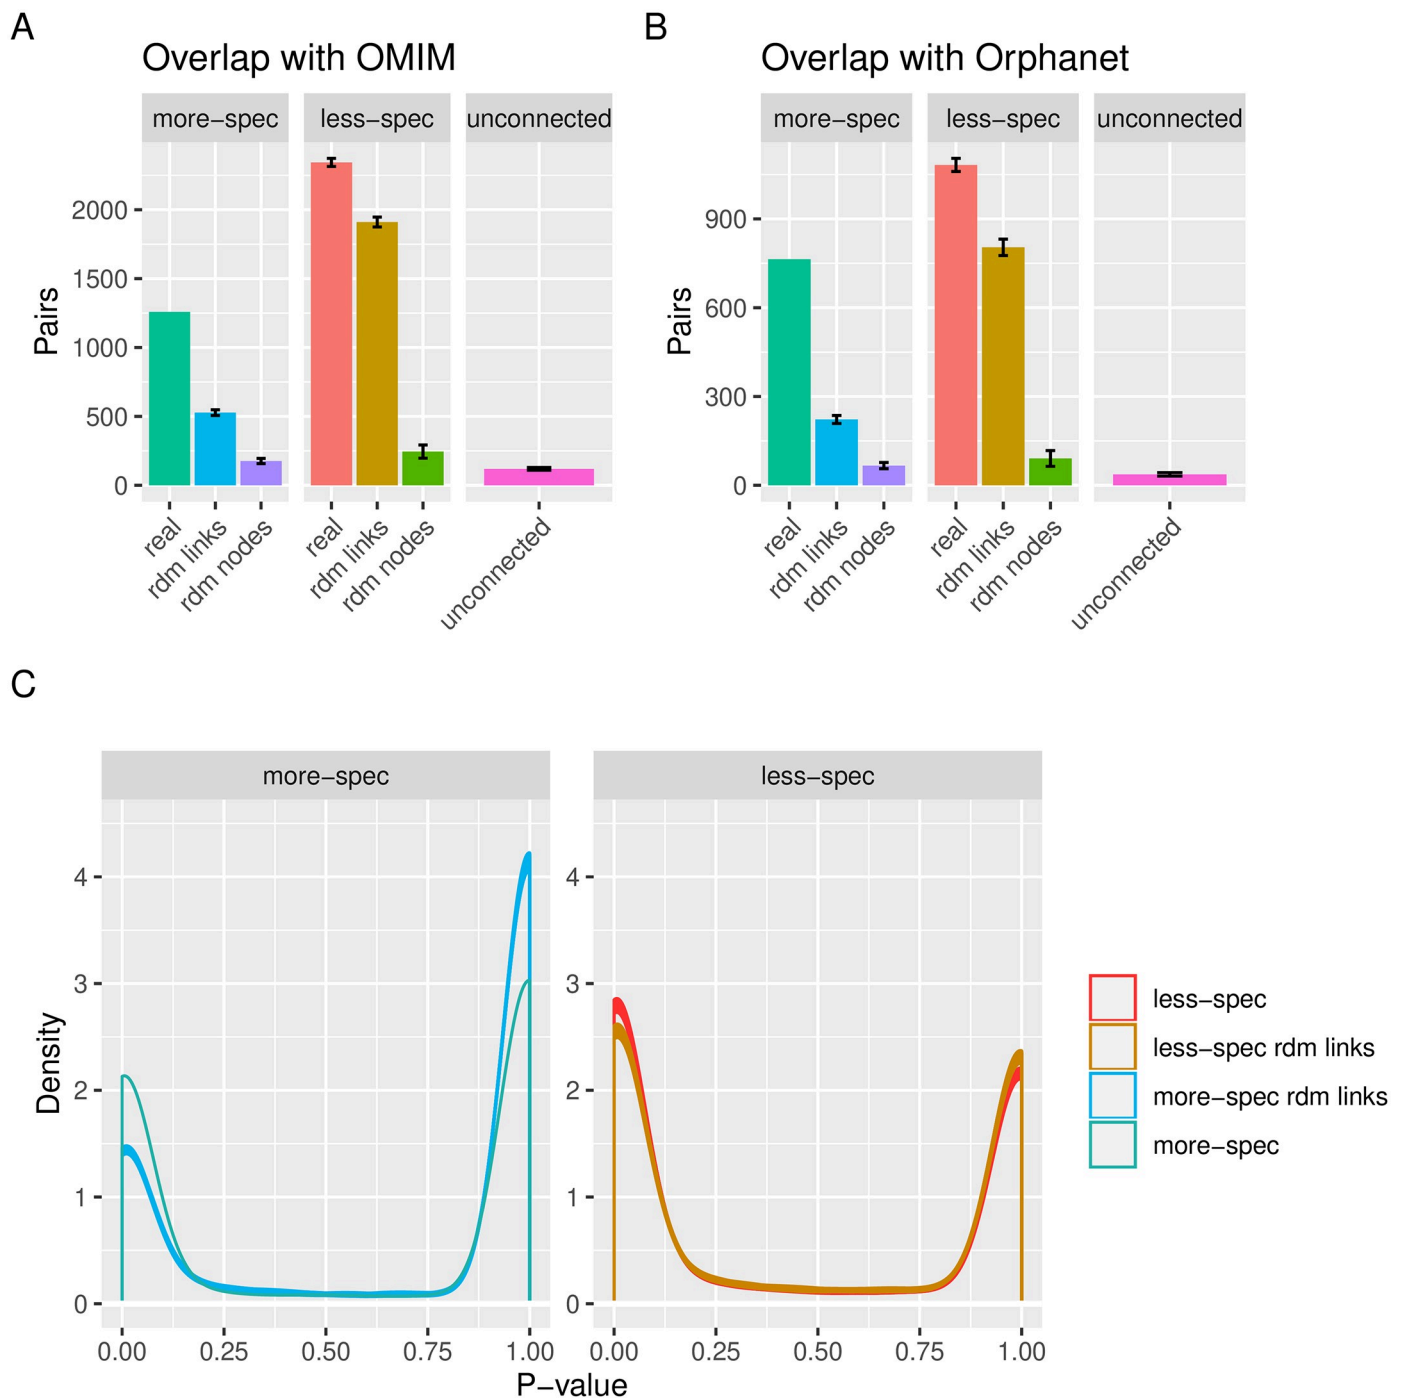 A
Overlap with OMIM
more−spec less−spec unconnected
Pairs
2000
1500
1000
500
0
real
rdm links
rdm nodes
real
rdm links
rdm nodes
unconnected
B
Overlap with Orphanet
more−spec less−spec unconnected
Pairs
900
600
300
0
real
rdm links
rdm nodes
real
rdm links
rdm nodes
unconnected
C
more−spec less−spec
Density
4
3
2
1
0
4
3
2
1
0
0.00 0.25 0.50 0.75 1.00 0.00 0.25 0.50 0.75 1.00
P−value
less−spec
less−spec rdm links
more−spec rdm links
more−spec